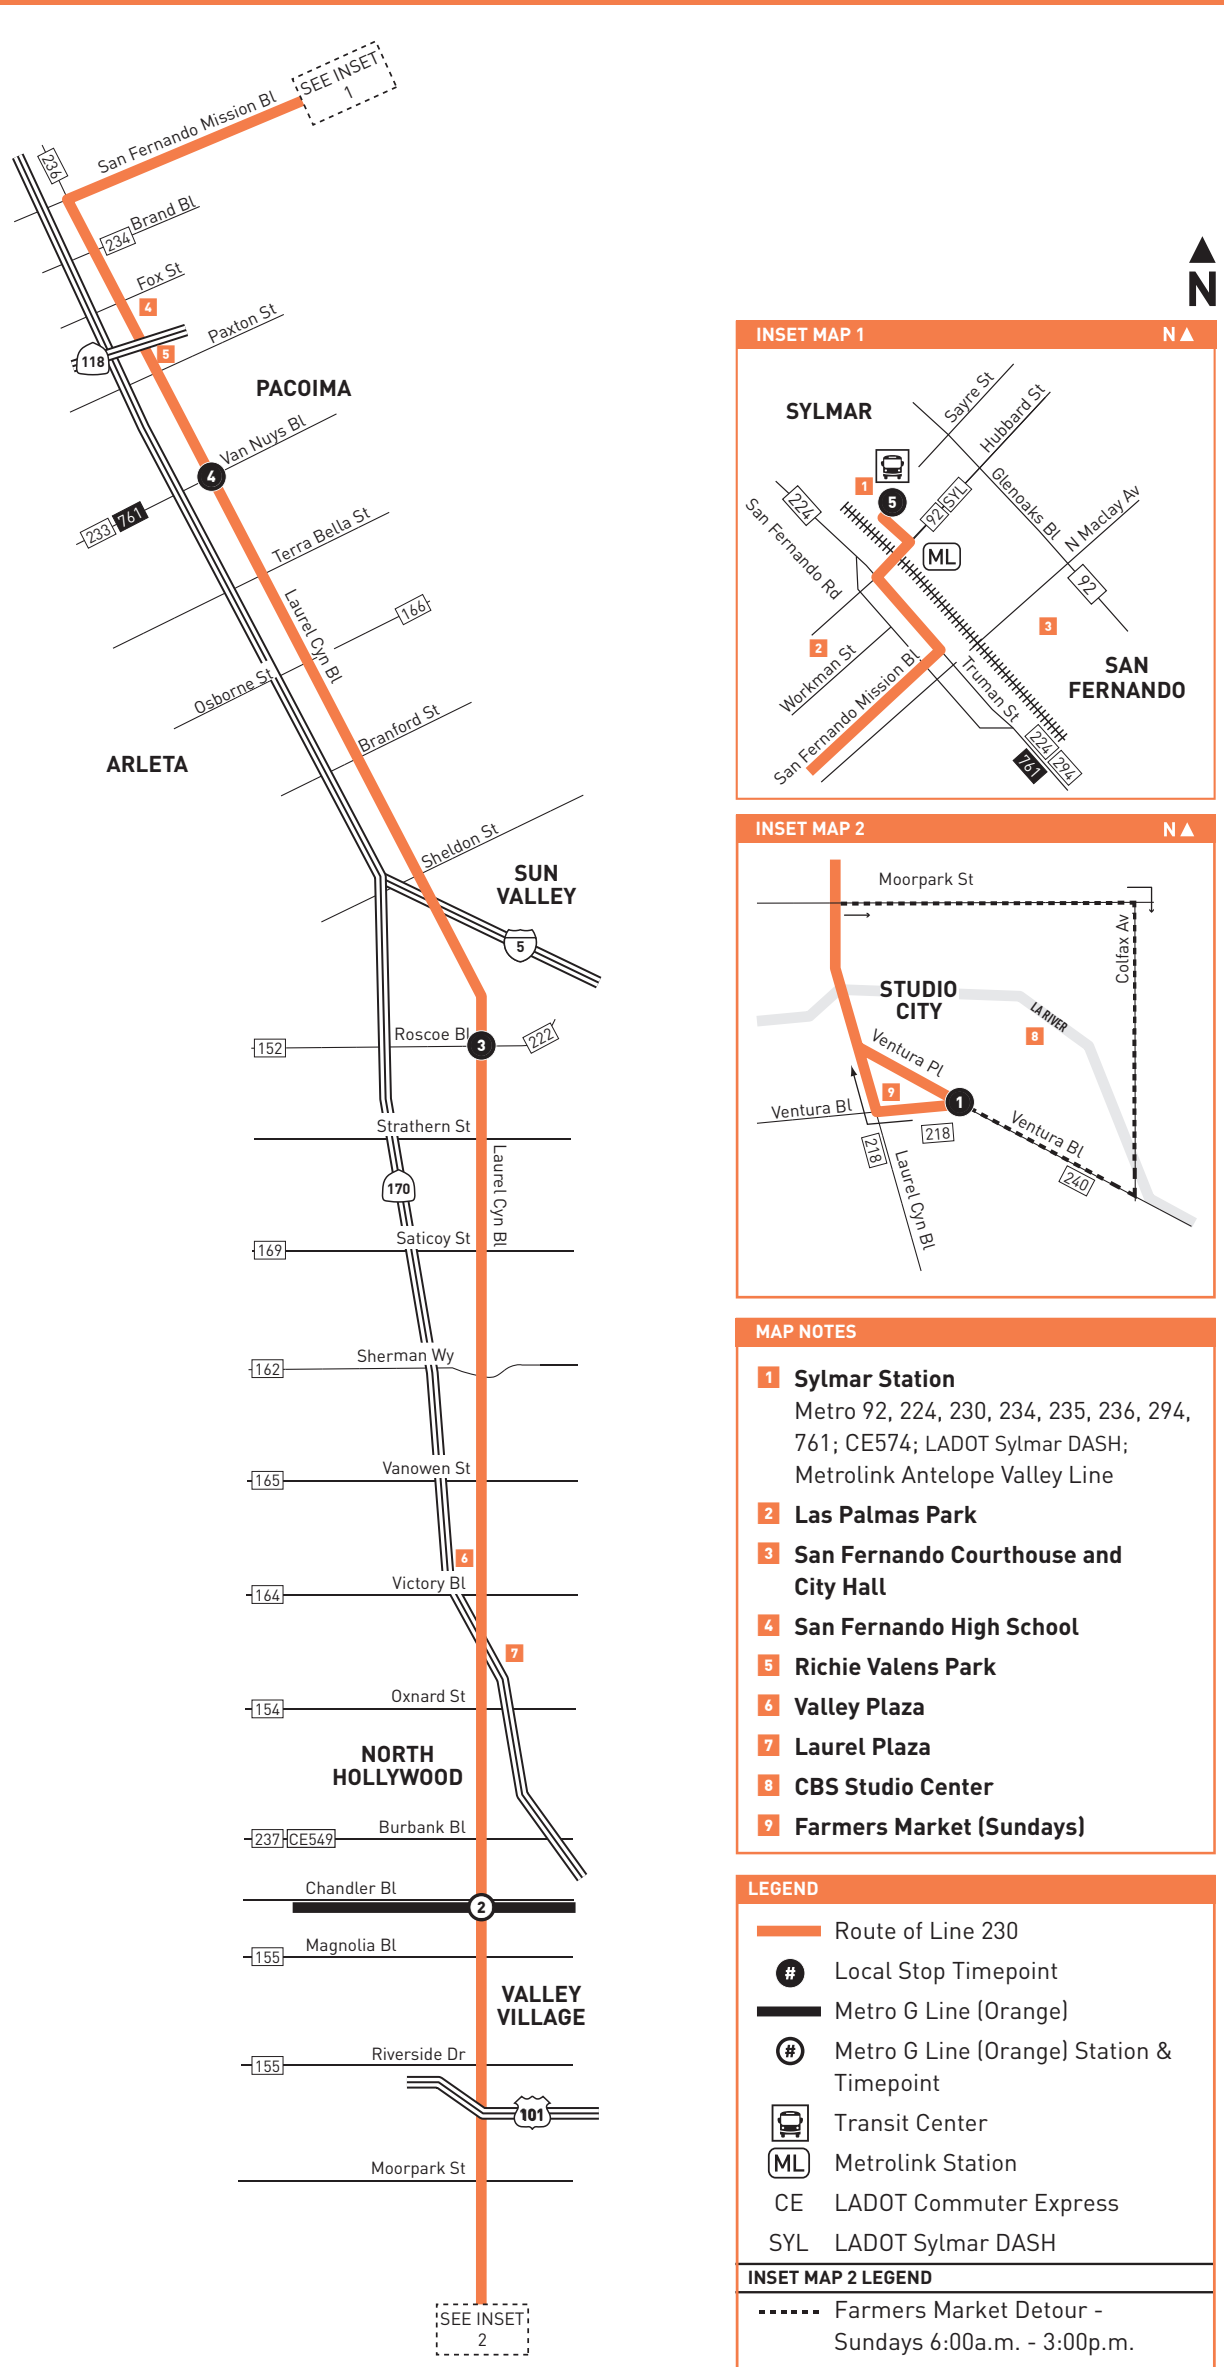 SEE INSET
1
San Fernando Mission Bl
236
Brand Bl
234
Fox St
4
Paxton St
5
118
PACOIMA
Van Nuys Bl
4
761
233
Terra Bella St
Laurel Cyn Bl
166
Osborne St
Branford St
ARLETA
Sheldon St
SUN
VALLEY
5
Roscoe Bl
3
222
152
Strathern St
Laurel Cyn Bl
170
Saticoy St
169
Sherman Wy
162
Vanowen St
165
6
Victory Bl
164
7
Oxnard St
154
NORTH
HOLLYWOOD
Burbank Bl
237
CE549
Chandler Bl
2
Magnolia Bl
155
VALLEY
VILLAGE
Riverside Dr
155
101
Moorpark St
SEE INSET
2
N
INSET MAP 1
N
SYLMAR
Sayre St
Hubbard St
1
5
224
92
SYL
Glenoaks Bl
N Maclay Av
San Fernando Rd
ML
92
3
2
Workman St
San Fernando Mission Bl
Truman St
SAN
FERNANDO
224
294
761
INSET MAP 2
N
Moorpark St
Colfax Av
STUDIO
CITY
LA RIVER
8
Ventura Pl
9
1
Ventura Bl
218
218
Ventura Bl
240
Laurel Cyn Bl
MAP NOTES
1 Sylmar Station
Metro 92, 224, 230, 234, 235, 236, 294,
761; CE574; LADOT Sylmar DASH;
Metrolink Antelope Valley Line
2 Las Palmas Park
3 San Fernando Courthouse and
City Hall
4 San Fernando High School
5 Richie Valens Park
6 Valley Plaza
7 Laurel Plaza
8 CBS Studio Center
9 Farmers Market (Sundays)
LEGEND
Route of Line 230
# Local Stop Timepoint
Metro G Line (Orange)
# Metro G Line (Orange) Station &
Timepoint
Transit Center
ML Metrolink Station
CE LADOT Commuter Express
SYL LADOT Sylmar DASH
INSET MAP 2 LEGEND
Farmers Market Detour -
Sundays 6:00a.m. - 3:00p.m.